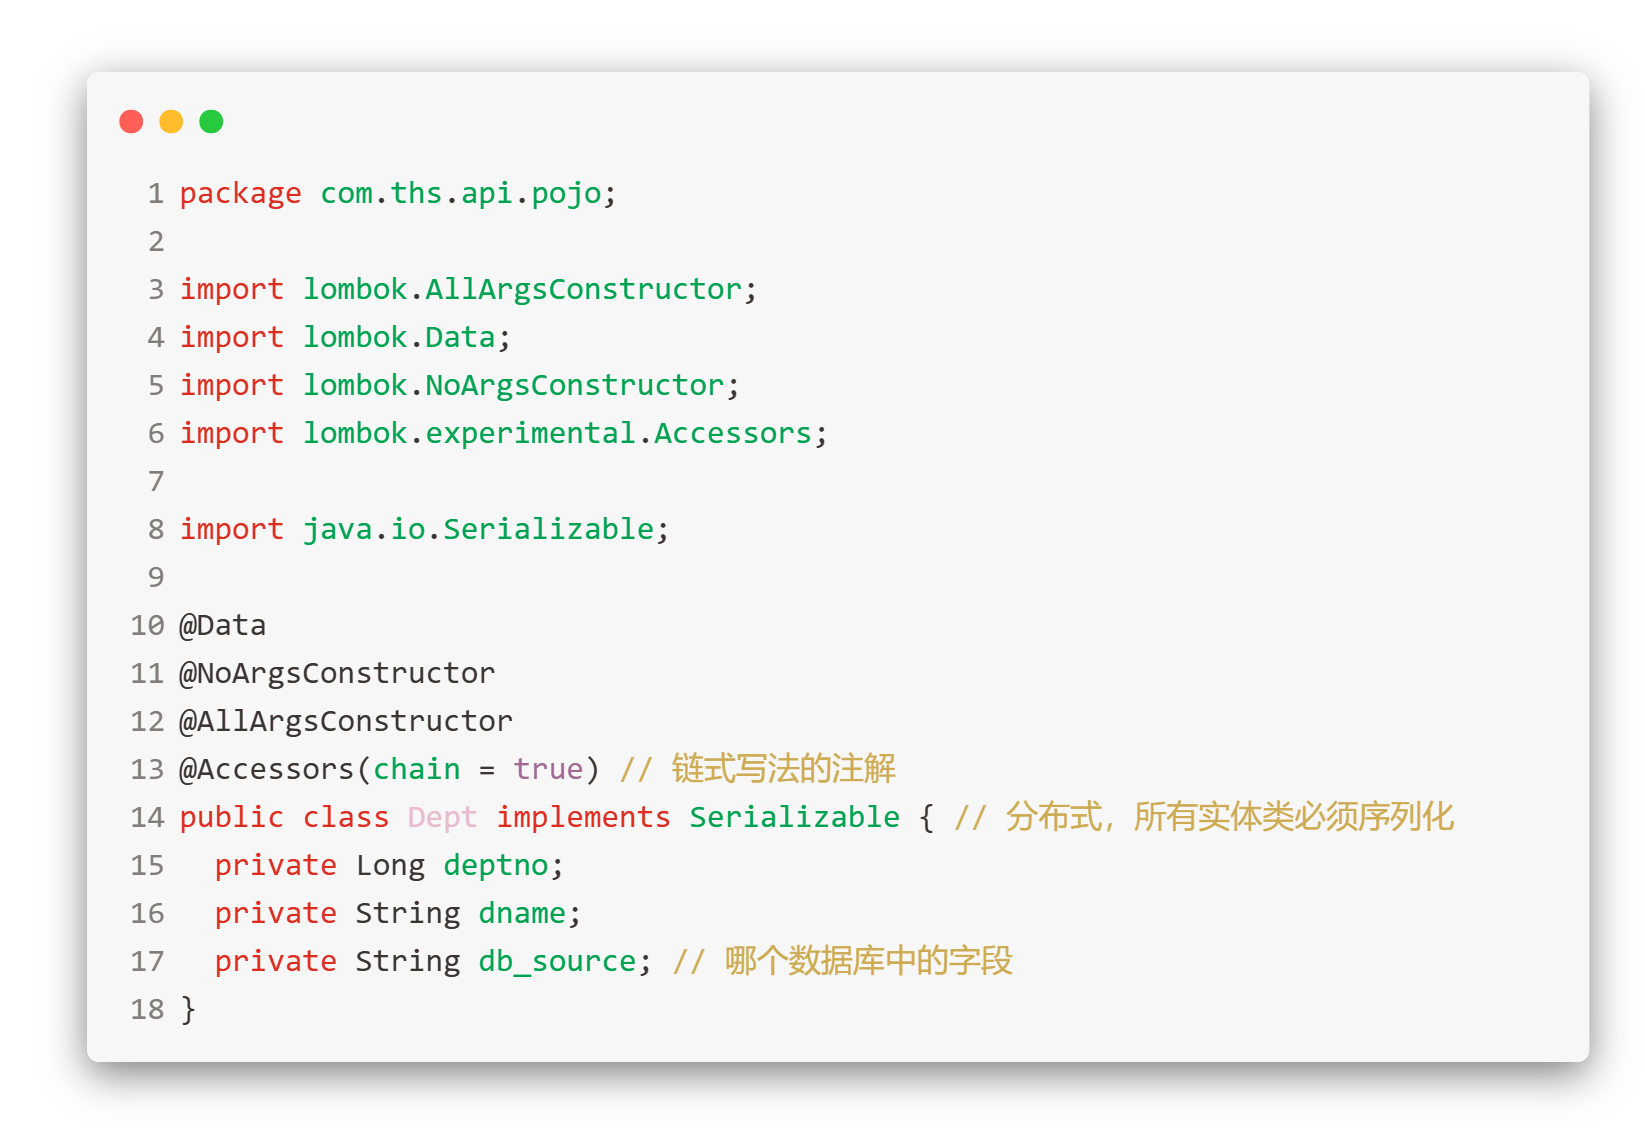 1 package com.ths.api.pojo;
2
3 import lombok.AllArgsConstructor;
4 import lombok.Data;
5 import lombok.NoArgsConstructor;
6 import lombok.experimental.Accessors;
7
8 import java.io.Serializable;
9
10 @Data
11 @NoArgsConstructor
12 @AllArgsConstructor
13 @Accessors(chain = true) // 链式写法的注解
14 public class Dept implements Serializable { // 分布式，所有实体类必须序列化
15   private Long deptno;
16   private String dname;
17   private String db_source; // 哪个数据库中的字段
18 }